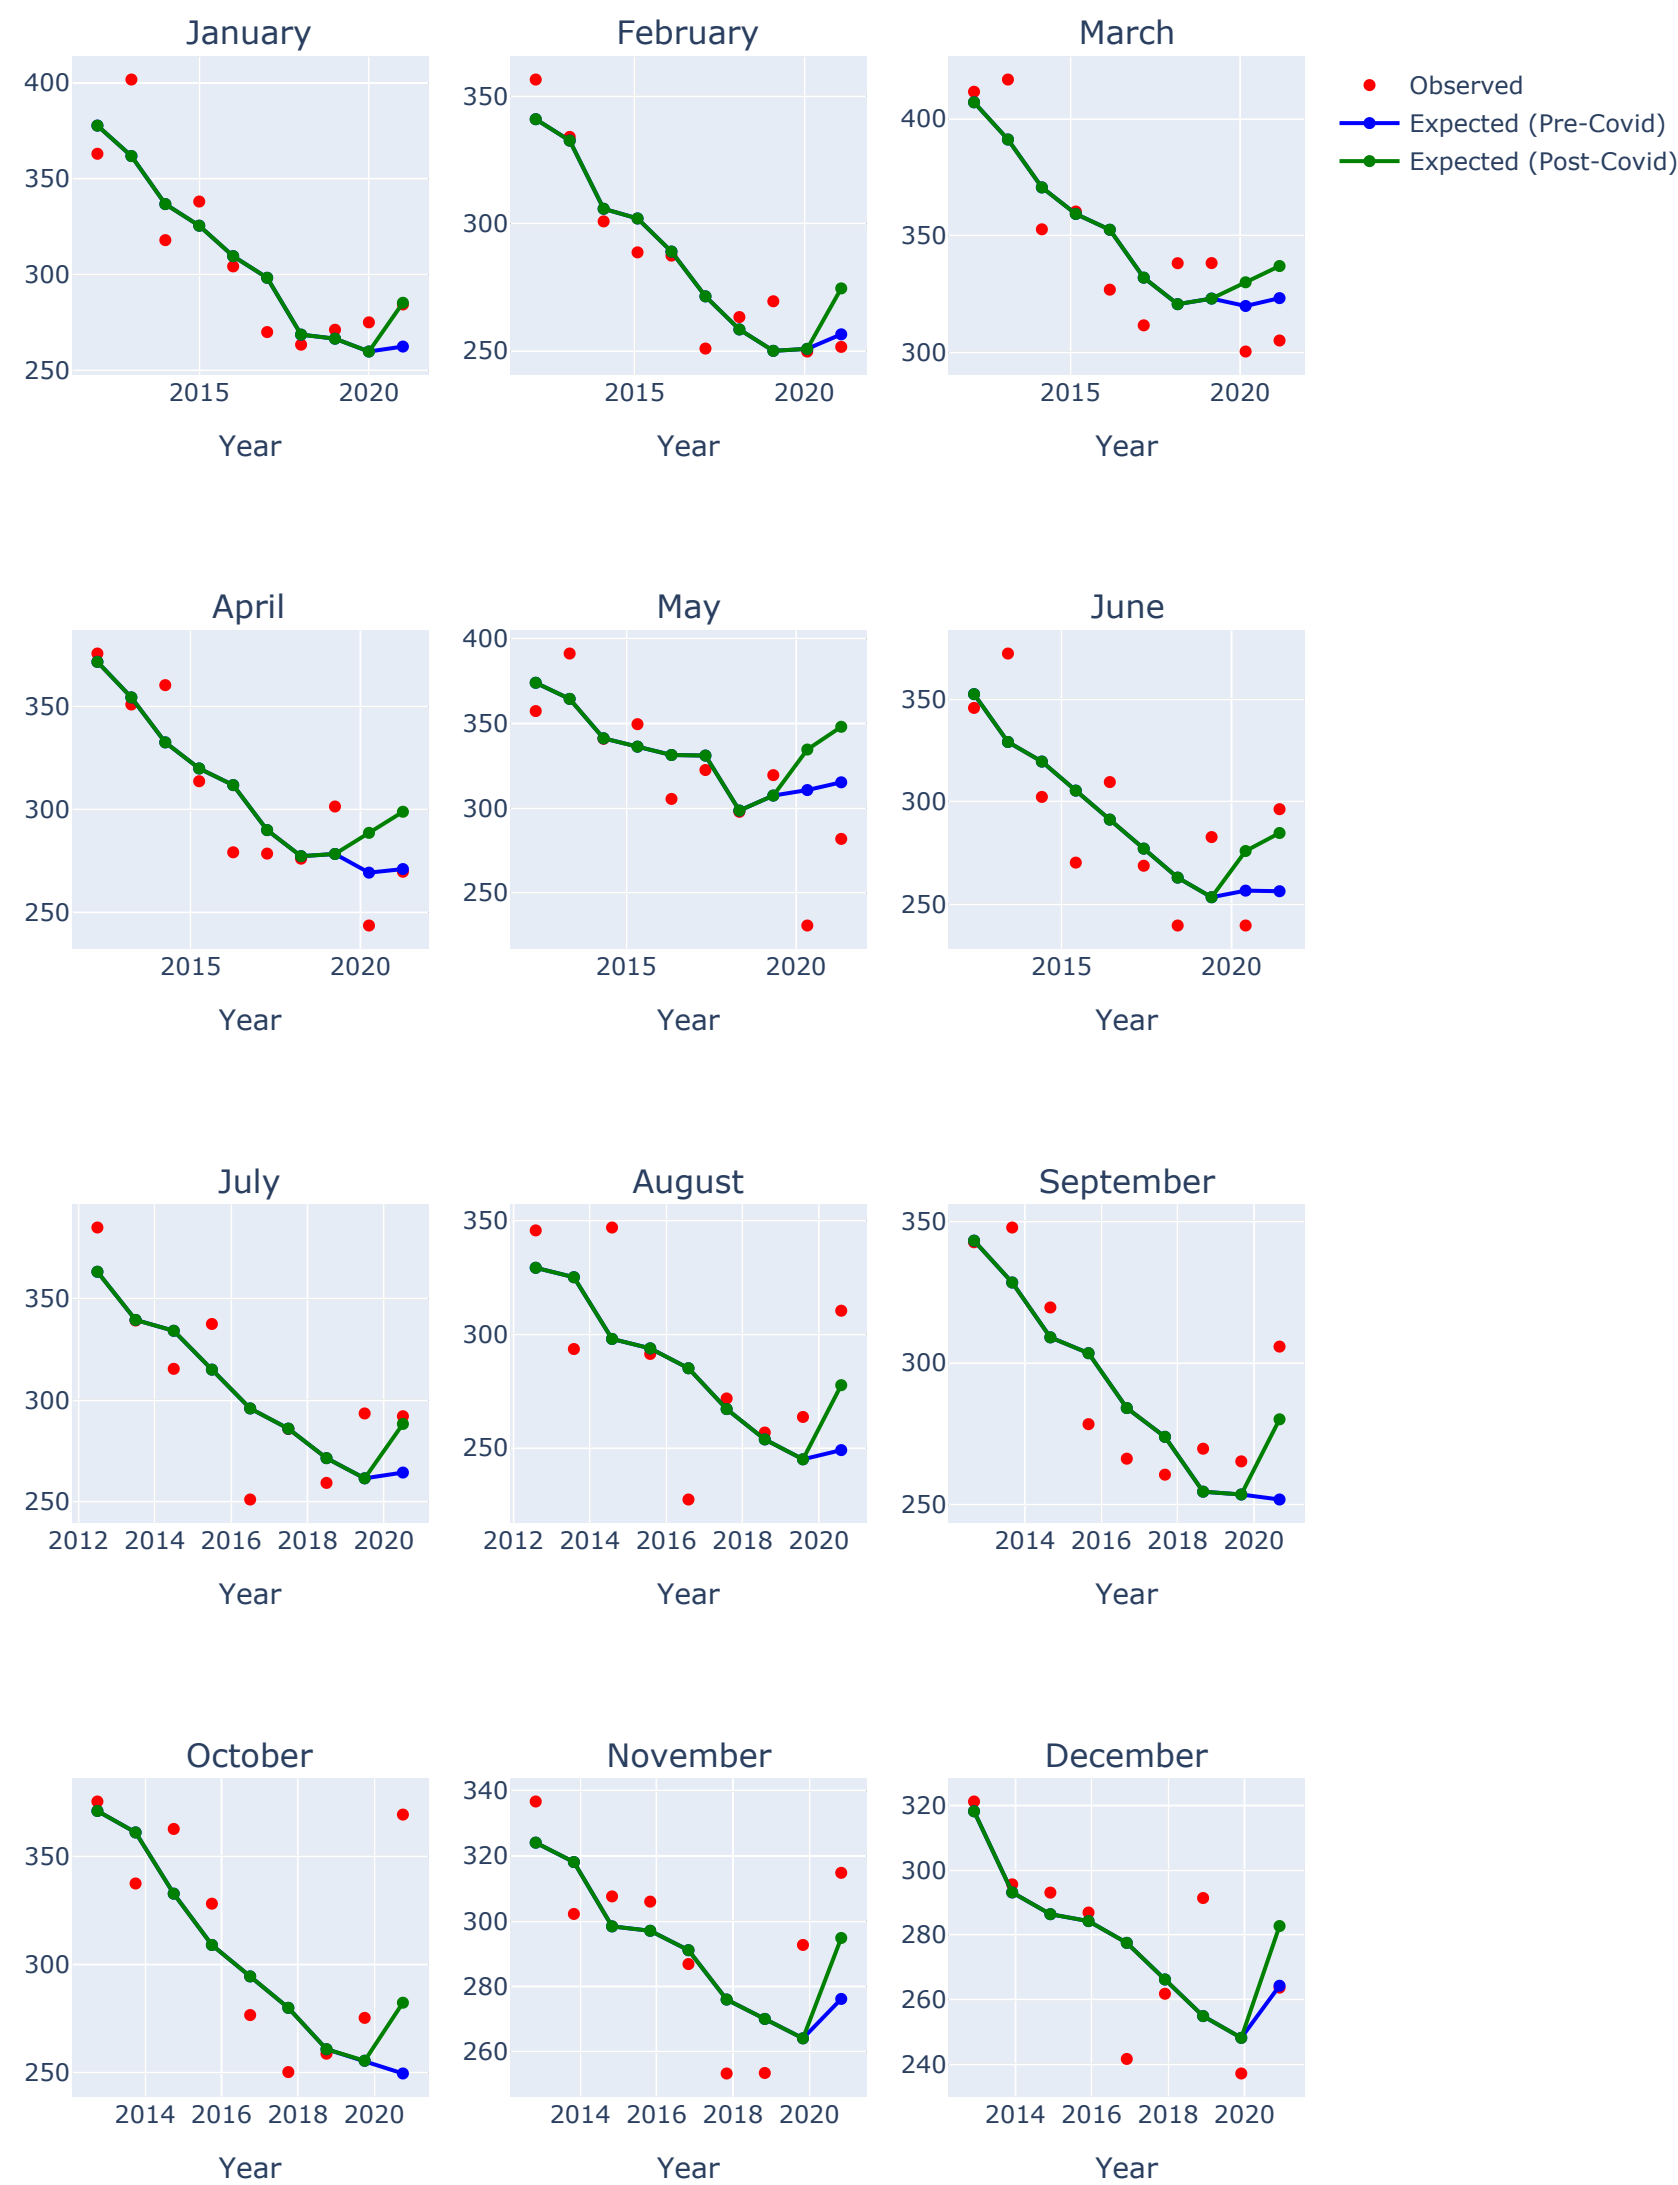 January
February
March
400
350
300
250
2015
2020
Year
350
300
250
2015
2020
Year
400
350
300
2015
2020
Year
Observed
Expected (Pre-Covid)
Expected (Post-Covid)
April
May
June
350
300
250
2015
2020
Year
400
350
300
250
2015
2020
Year
350
300
250
2015
2020
Year
July
August
September
350
300
250
2012 2014 2016 2018 2020
Year
350
300
250
2012 2014 2016 2018 2020
Year
350
300
250
2014 2016 2018 2020
Year
October
November
December
350
300
250
2014 2016 2018 2020
Year
340
320
300
280
260
2014 2016 2018 2020
Year
320
300
280
260
240
2014 2016 2018 2020
Year